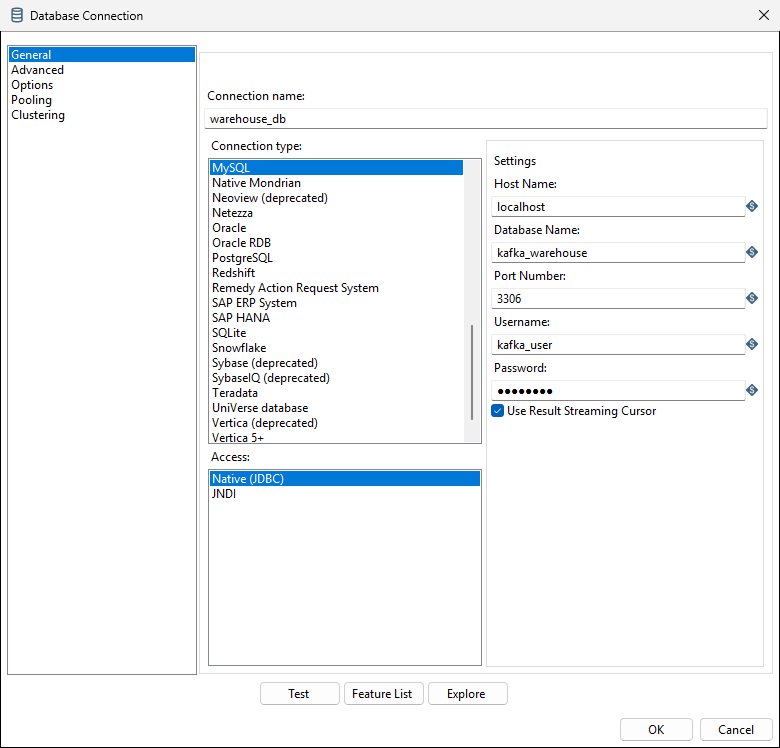 Database Connection
General
Advanced
Options
Pooling
Clustering
Connection name:
warehouse_db
Connection type:
MySQL
Native Mondrian
Neoview (deprecated)
Netezza
Oracle
Oracle RDB
PostgreSQL
Redshift
Remedy Action Request System
SAP ERP System
SAP HANA
SQLite
Snowflake
Sybase (deprecated)
SybaseIQ (deprecated)
Teradata
UniVerse database
Vertica (deprecated)
Vertica 5+
Access:
Native (JDBC)
JNDI
Settings
Host Name:
localhost
Database Name:
kafka_warehouse
Port Number:
3306
Username:
kafka_user
Password:
●●●●●●●●
Use Result Streaming Cursor
Test
Feature List
Explore
OK
Cancel